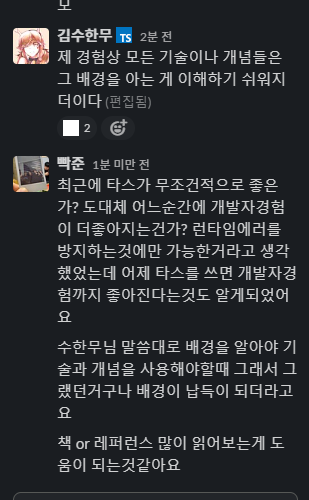 모
김수한무 TS 2분 전
제 경험상 모든 기술이나 개념들은
그 배경을 아는 게 이해하기 쉬워지
더이다 (편집됨)
2
빡준 1분 미만 전
최근에 타스가 무조건적으로 좋은
가? 도대체 어느순간에 개발자경험
이 더좋아지는건가? 런타임에러를
방지하는것에만 가능한거라고 생각
했었는데 어제 타스를 쓰면 개발자경
험까지 좋아진다는것도 알게되었어
요
수한무님 말씀대로 배경을 알아야 기
술과 개념을 사용해야할때 그래서 그
랬던거구나 배경이 납득이 되더라고
요
책 or 레퍼런스 많이 읽어보는게 도
움이 되는것같아요